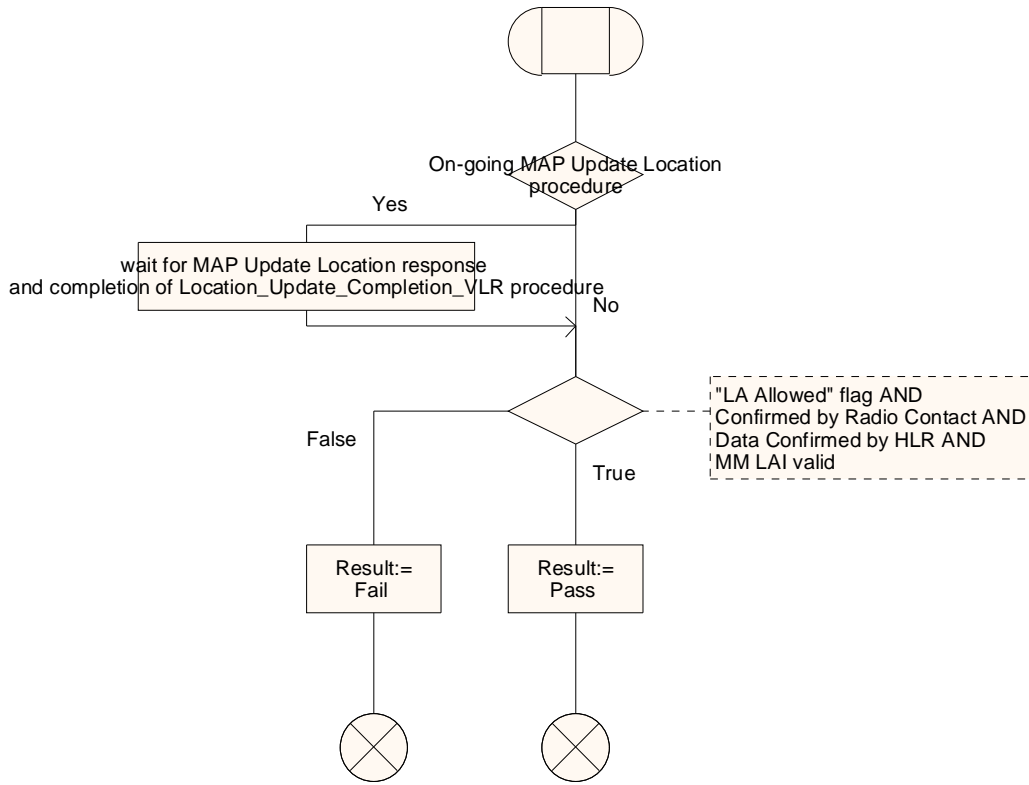 On-going MAP Update Location
procedure
Yes
wait for MAP Update Location response
and completion of Location_Update_Completion_VLR procedure
No
"LA Allowed" flag AND
Confirmed by Radio Contact AND
Data Confirmed by HLR AND
MM LAI valid
False
True
Result:=
Fail
Result:=
Pass